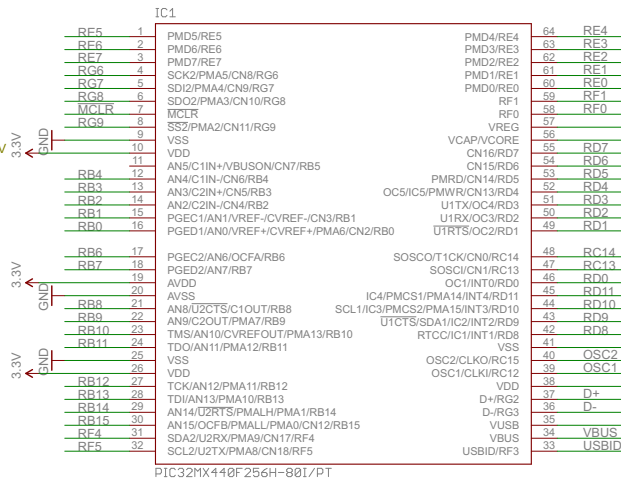 IC1
RE5 1 PMD5/RE5 PMD4/RE4 64 RE4
RE6 2 PMD6/RE6 PMD3/RE3 63 RE3
RE7 3 PMD7/RE7 PMD2/RE2 62 RE2
RG6 4 SCK2/PMA5/CN8/RG6 PMD1/RE1 61 RE1
RG7 5 SDI2/PMA4/CN9/RG7 PMD0/RE0 60 RE0
RG8 6 SDO2/PMA3/CN10/RG8 RF1 59 RF1
MCLR 7 MCLR RF0 58 RF0
RG9 8 SS2/PMA2/CN11/RG9 VREG 57
GND 9 VSS VCAP/VCORE 56
3.3V 10 VDD CN16/RD7 55 RD7
11 AN5/C1IN+/VBUSON/CN7/RB5 CN15/RD6 54 RD6
RB4 12 AN4/C1IN-/CN6/RB4 PMRD/CN14/RD5 53 RD5
RB3 13 AN3/C2IN+/CN5/RB3 OC5/IC5/PMWR/CN13/RD4 52 RD4
RB2 14 AN2/C2IN-/CN4/RB2 U1TX/OC4/RD3 51 RD3
RB1 15 PGEC1/AN1/VREF-/CVREF-/CN3/RB1 U1RX/OC3/RD2 50 RD2
RB0 16 PGED1/AN0/VREF+/CVREF+/PMA6/CN2/RB0 U1RTS/OC2/RD1 49 RD1
RB6 17 PGEC2/AN6/OCFA/RB6 SOSCO/T1CK/CN0/RC14 48 RC14
RB7 18 PGED2/AN7/RB7 SOSCI/CN1/RC13 47 RC13
3.3V 19 AVDD OC1/INT0/RD0 46 RD0
GND 20 AVSS IC4/PMCS1/PMA14/INT4/RD11 45 RD11
RB8 21 AN8/U2CTS/C1OUT/RB8 SCL1/IC3/PMCS2/PMA15/INT3/RD10 44 RD10
RB9 22 AN9/C2OUT/PMA7/RB9 U1CTS/SDA1/IC2/INT2/RD9 43 RD9
RB10 23 TMS/AN10/CVREFOUT/PMA13/RB10 RTCC/IC1/INT1/RD8 42 RD8
RB11 24 TDO/AN11/PMA12/RB11 VSS 41
GND 25 VSS OSC2/CLKO/RC15 40 OSC2
3.3V 26 VDD OSC1/CLKI/RC12 39 OSC1
RB12 27 TCK/AN12/PMA11/RB12 VDD 38
RB13 28 TDI/AN13/PMA10/RB13 D+/RG2 37 D+
RB14 29 AN14/U2RTS/PMALH/PMA1/RB14 D-/RG3 36 D-
RB15 30 AN15/OCFB/PMALL/PMA0/CN12/RB15 VUSB 35
RF4 31 SDA2/U2RX/PMA9/CN17/RF4 VBUS 34 VBUS
RF5 32 SCL2/U2TX/PMA8/CN18/RF5 USBID/RF3 33 USBID
PIC32MX440F256H-80I/PT